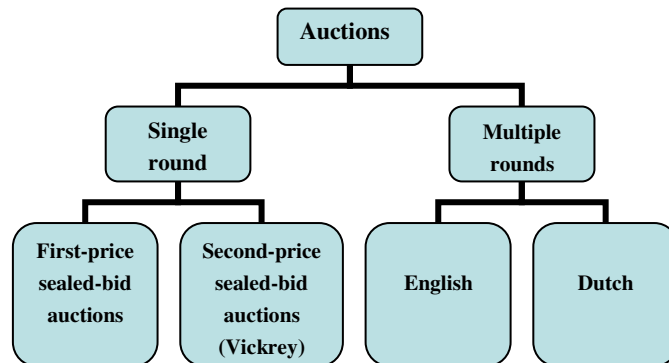 Auctions
Single
round
Multiple
rounds
First-price
sealed-bid
auctions
Second-price
sealed-bid
auctions
(Vickrey)
English
Dutch